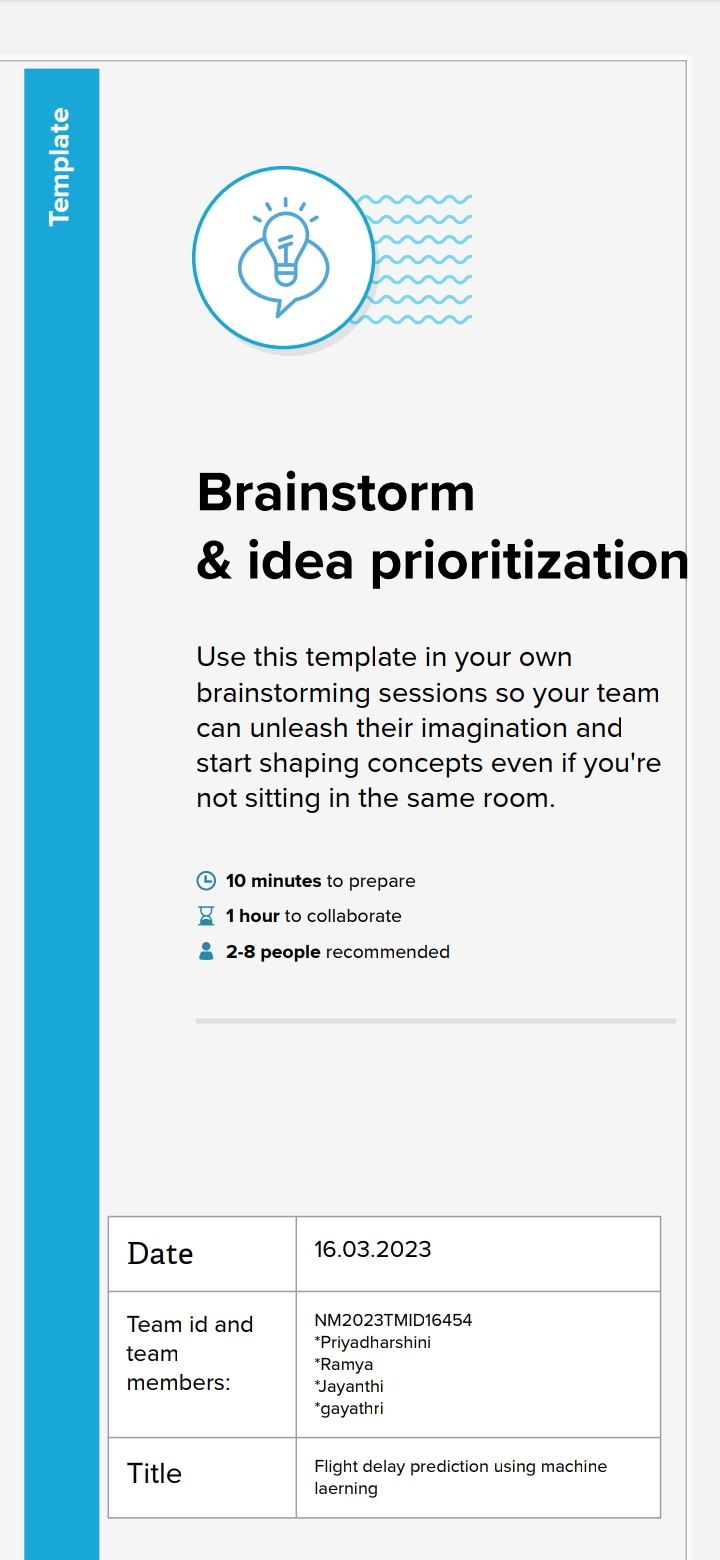 Template
Brainstorm
& idea prioritization
Use this template in your own
brainstorming sessions so your team
can unleash their imagination and
start shaping concepts even if you're
not sitting in the same room.
10 minutes to prepare
1 hour to collaborate
2-8 people recommended
Date
16.03.2023
Team id and
team
members:
NM2023TMID16454
*Priyadharshini
*Ramya
*Jayanthi
*gayathri
Title
Flight delay prediction using machine
laerning